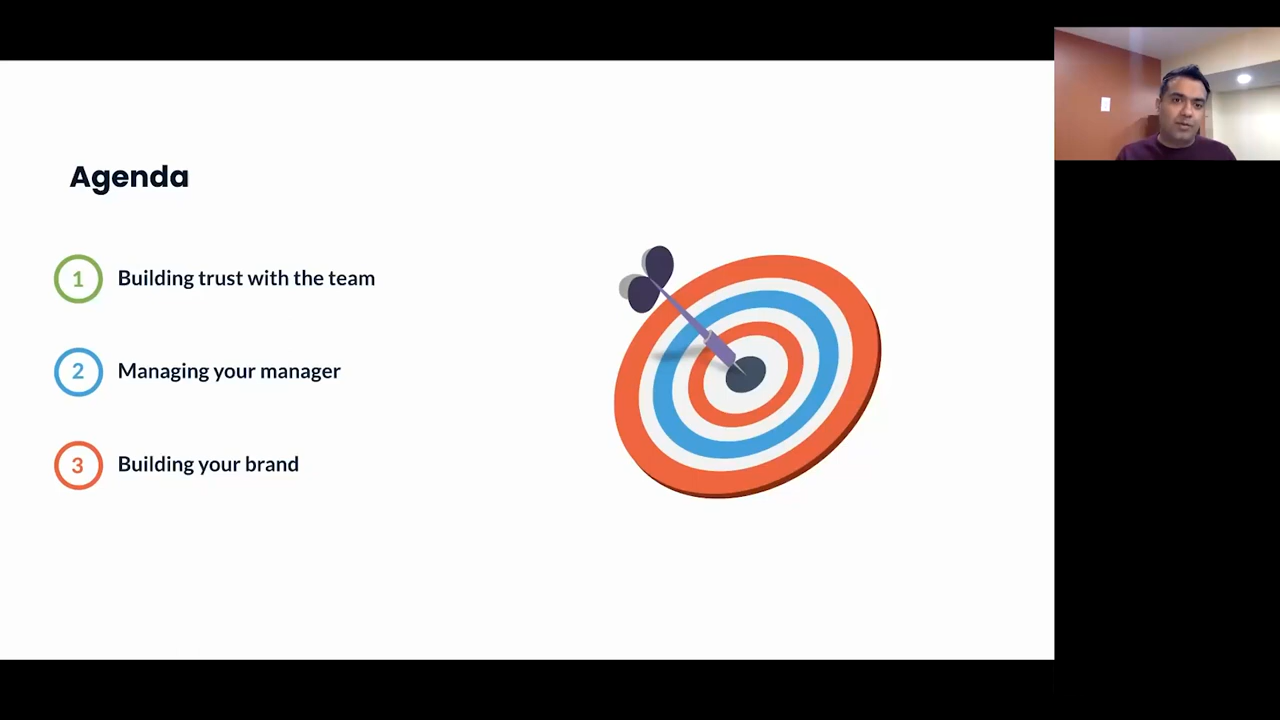 Agenda
1 Building trust with the team
2 Managing your manager
3 Building your brand